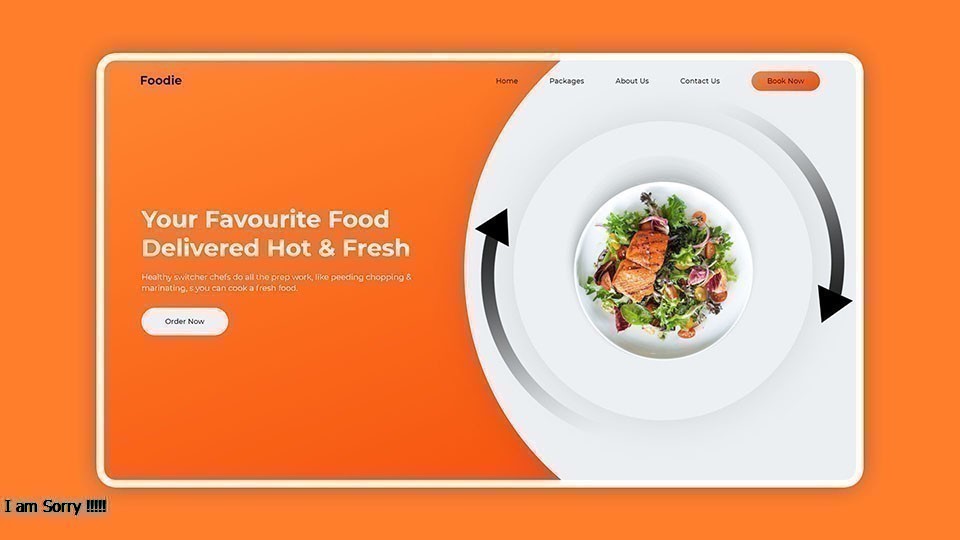 Foodie
Home Packages About Us Contact Us Book Now
Your Favourite Food
Delivered Hot & Fresh
Healthy switcher chefs do all the prep work, like peeding chopping &
marinating, s you can cook a fresh food.
Order Now
I am Sorry !!!!!